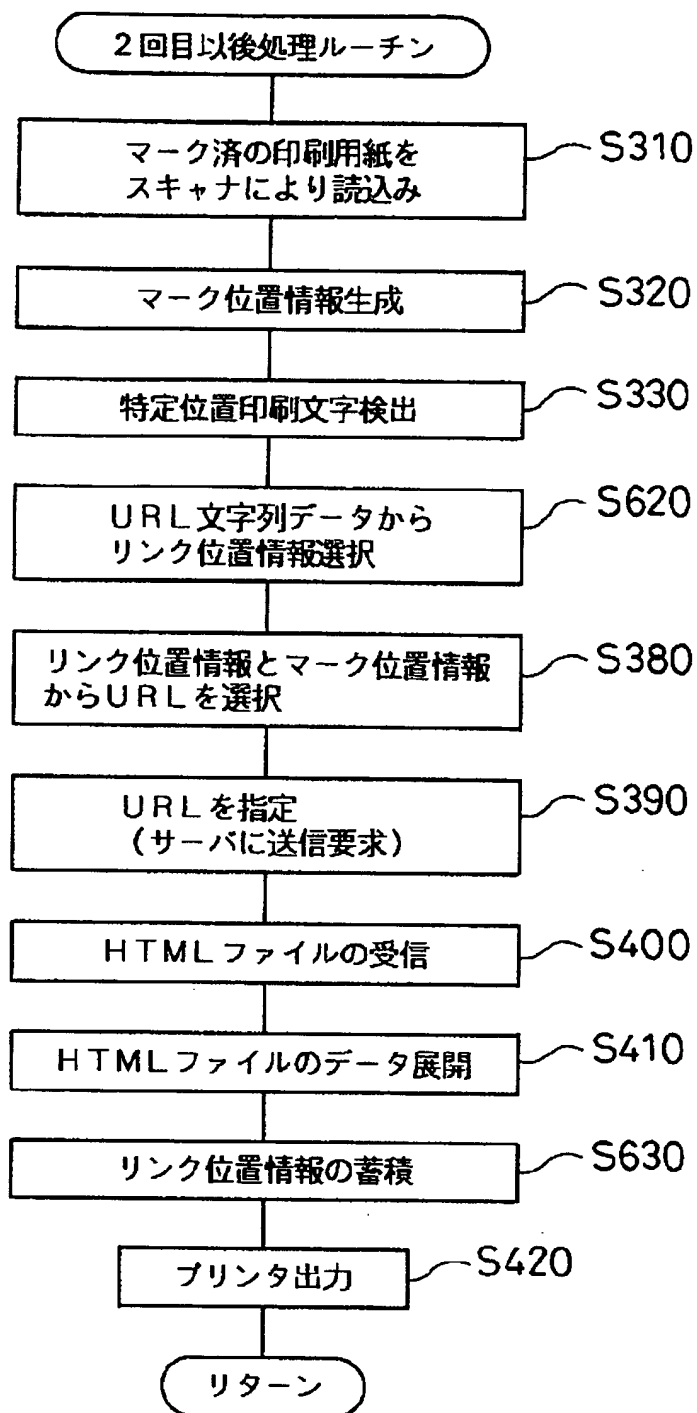 2回目以後処理ルーチン
マーク済の印刷用紙を
スキャナにより読込み
S310
マーク位置情報生成
S320
特定位置印刷文字検出
S330
URL文字列データから
リンク位置情報選択
S620
リンク位置情報とマーク位置情報
からURLを選択
S380
URLを指定
(サーバに送信要求)
S390
HTMLファイルの受信
S400
HTMLファイルのデータ展開
S410
リンク位置情報の蓄積
S630
プリンタ出力
S420
リターン